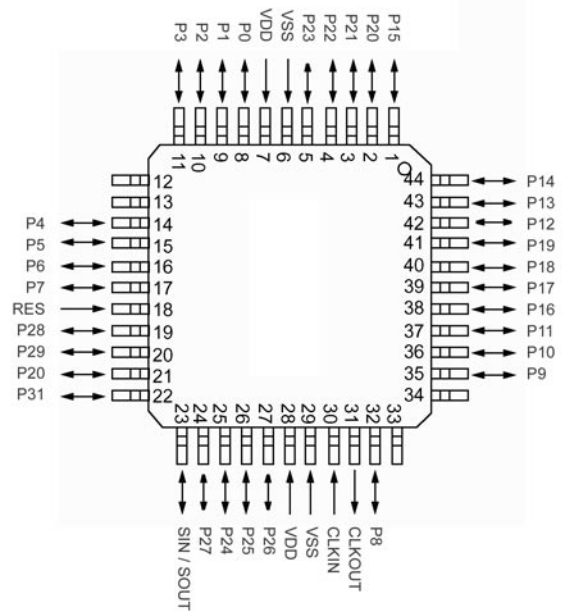 P3 P2 P1 P0 VDD VSS P23 P22 P21 P20 P15
11 10 9 8 7 6 5 4 3 2 1
12 44 P14
13 43 P13
P4 14 42 P12
P5 15 41 P19
P6 16 40 P18
P7 17 39 P17
RES 18 38 P16
P28 19 37 P11
P29 20 36 P10
P20 21 35 P9
P31 22 34
23 24 25 26 27 28 29 30 31 32 33
SIN / SOUT P27 P24 P25 P26 VDD VSS CLKIN CLKOUT P8